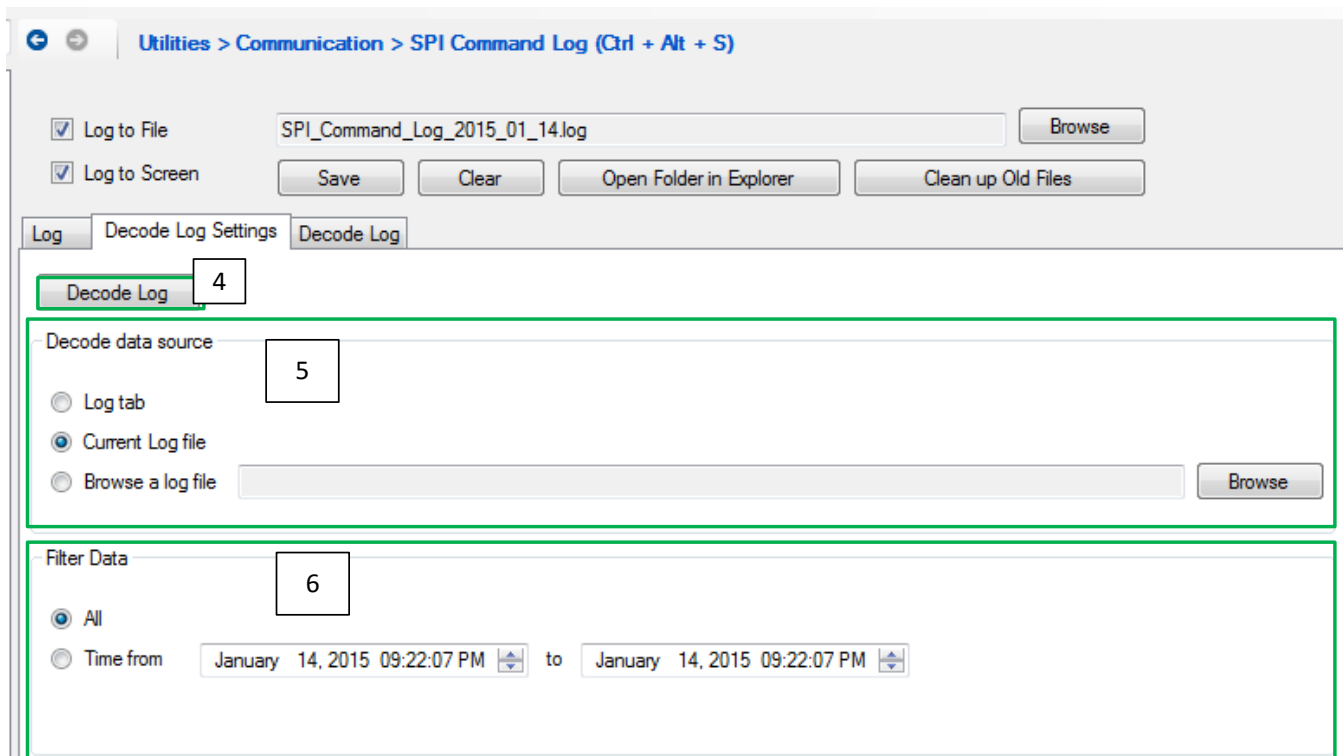 Utilities > Communication > SPI Command Log (Ctrl + Alt + S)
Log to File SPI_Command_Log_2015_01_14.log Browse
Log to Screen Save Clear Open Folder in Explorer Clean up Old Files
Log Decode Log Settings Decode Log
Decode Log 4
Decode data source
5
Log tab
Current Log file
Browse a log file Browse
Filter Data
6
All
Time from January 14, 2015 09:22:07 PM to January 14, 2015 09:22:07 PM